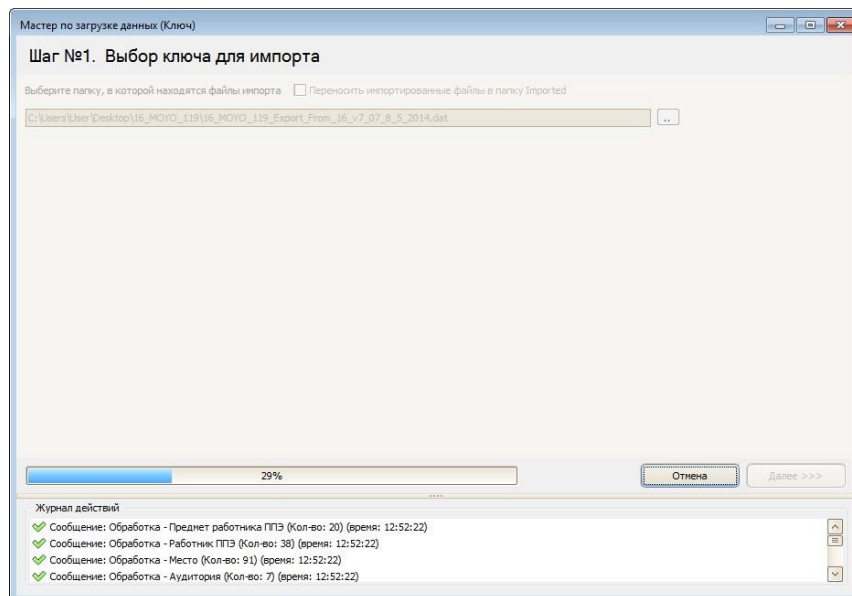 Мастер по загрузке данных (Ключ)
Шаг №1. Выбор ключа для импорта
Выберите папку, в которой находятся файлы импорта Переносить импортированные файлы в папку Imported
C:\Users\User\Desktop\16_MOYO_119\16_MOYO_119_Export_From_16_v7_07_8_5_2014.dat ..
29% Отмена Далее >>>
Журнал действий
Сообщение: Обработка - Предмет работника ППЭ (Кол-во: 20) (время: 12:52:22)
Сообщение: Обработка - Работник ППЭ (Кол-во: 38) (время: 12:52:22)
Сообщение: Обработка - Место (Кол-во: 91) (время: 12:52:22)
Сообщение: Обработка - Аудитория (Кол-во: 7) (время: 12:52:22)